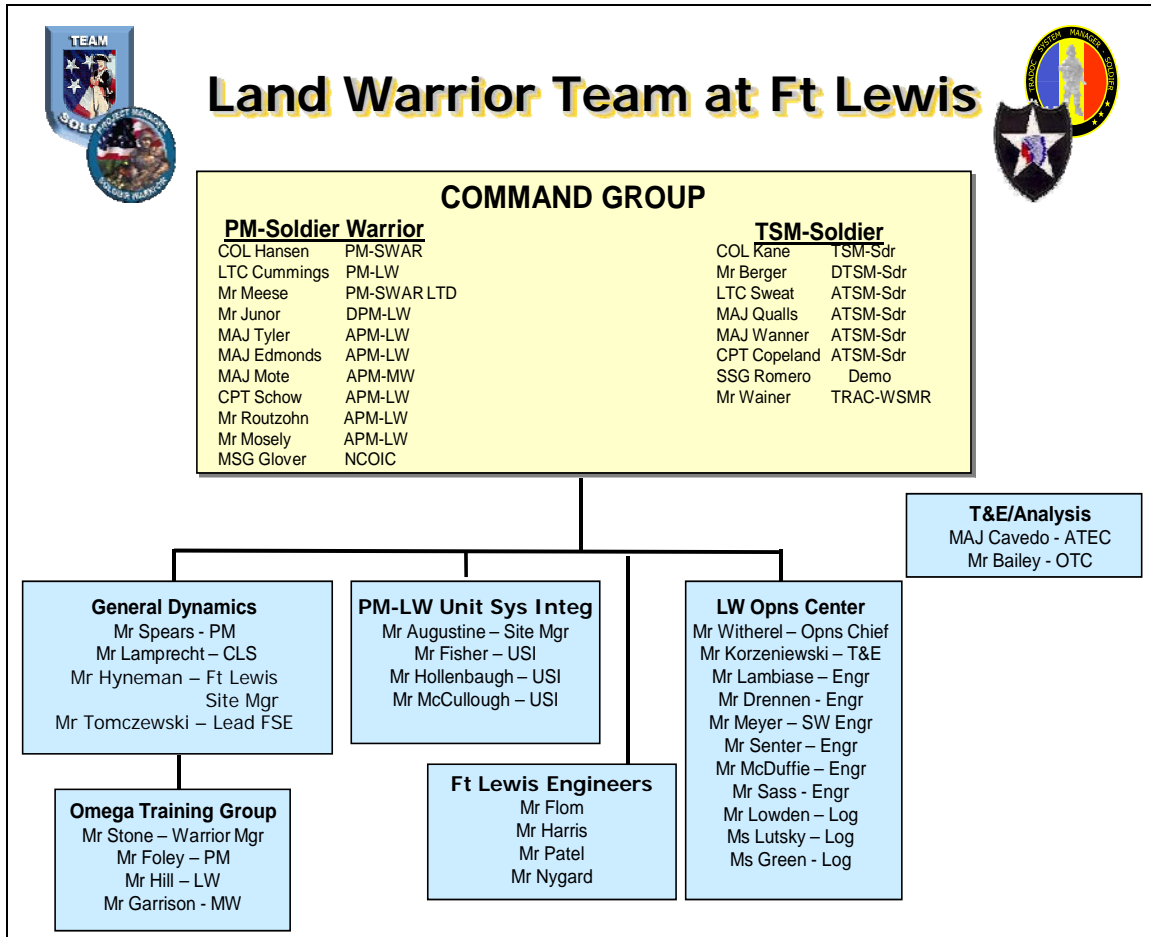 TEAM
SOLDIER
PROJECT MANAGER
SOLDIER WARRIOR
Land Warrior Team at Ft Lewis
TRADOC SYSTEM MANAGER - SOLDIER
COMMAND GROUP
PM-Soldier Warrior
COL Hansen PM-SWAR
LTC Cummings PM-LW
Mr Meese PM-SWAR LTD
Mr Junor DPM-LW
MAJ Tyler APM-LW
MAJ Edmonds APM-LW
MAJ Mote APM-MW
CPT Schow APM-LW
Mr Routzohn APM-LW
Mr Mosely APM-LW
MSG Glover NCOIC
TSM-Soldier
COL Kane TSM-Sdr
Mr Berger DTSM-Sdr
LTC Sweat ATSM-Sdr
MAJ Qualls ATSM-Sdr
MAJ Wanner ATSM-Sdr
CPT Copeland ATSM-Sdr
SSG Romero Demo
Mr Wainer TRAC-WSMR
T&E/Analysis
MAJ Cavedo - ATEC
Mr Bailey - OTC
General Dynamics
Mr Spears - PM
Mr Lamprecht – CLS
Mr Hyneman – Ft Lewis
Site Mgr
Mr Tomczewski – Lead FSE
Omega Training Group
Mr Stone – Warrior Mgr
Mr Foley – PM
Mr Hill – LW
Mr Garrison - MW
PM-LW Unit Sys Integ
Mr Augustine – Site Mgr
Mr Fisher – USI
Mr Hollenbaugh – USI
Mr McCullough – USI
Ft Lewis Engineers
Mr Flom
Mr Harris
Mr Patel
Mr Nygard
LW Opns Center
Mr Witherel – Opns Chief
Mr Korzeniewski – T&E
Mr Lambiase – Engr
Mr Drennen - Engr
Mr Meyer – SW Engr
Mr Senter – Engr
Mr McDuffie – Engr
Mr Sass - Engr
Mr Lowden – Log
Ms Lutsky – Log
Ms Green - Log